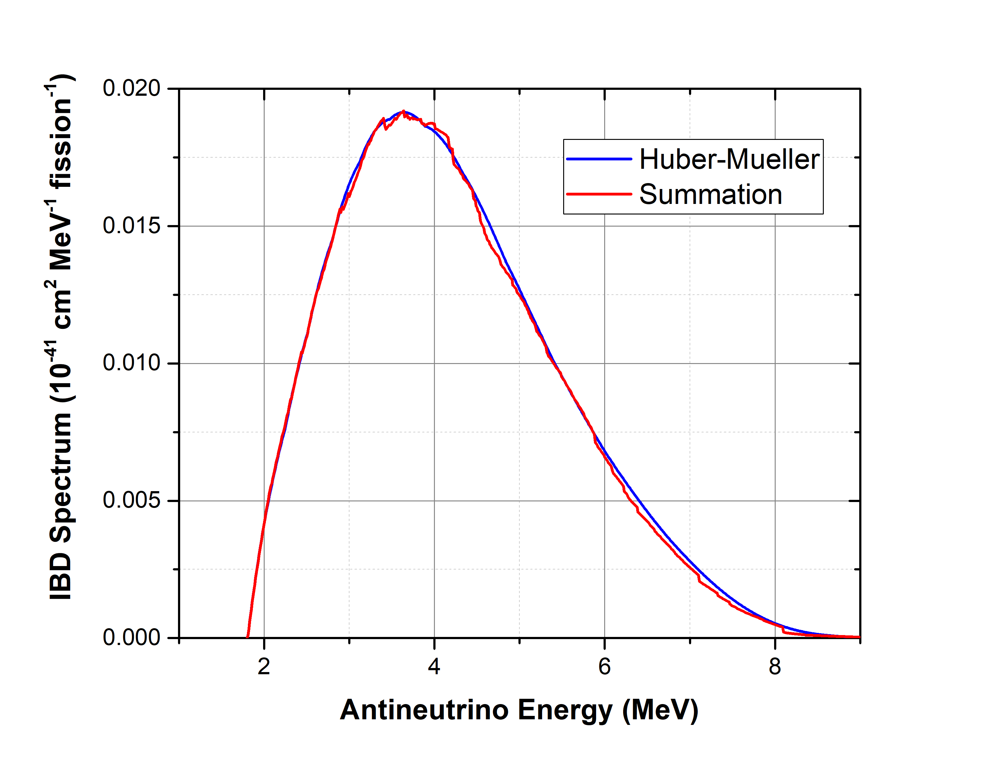 IBD Spectrum (10⁻⁴¹ cm² MeV⁻¹ fission⁻¹)
0.020
0.015
0.010
0.005
0.000
Huber-Mueller
Summation
2 4 6 8
Antineutrino Energy (MeV)